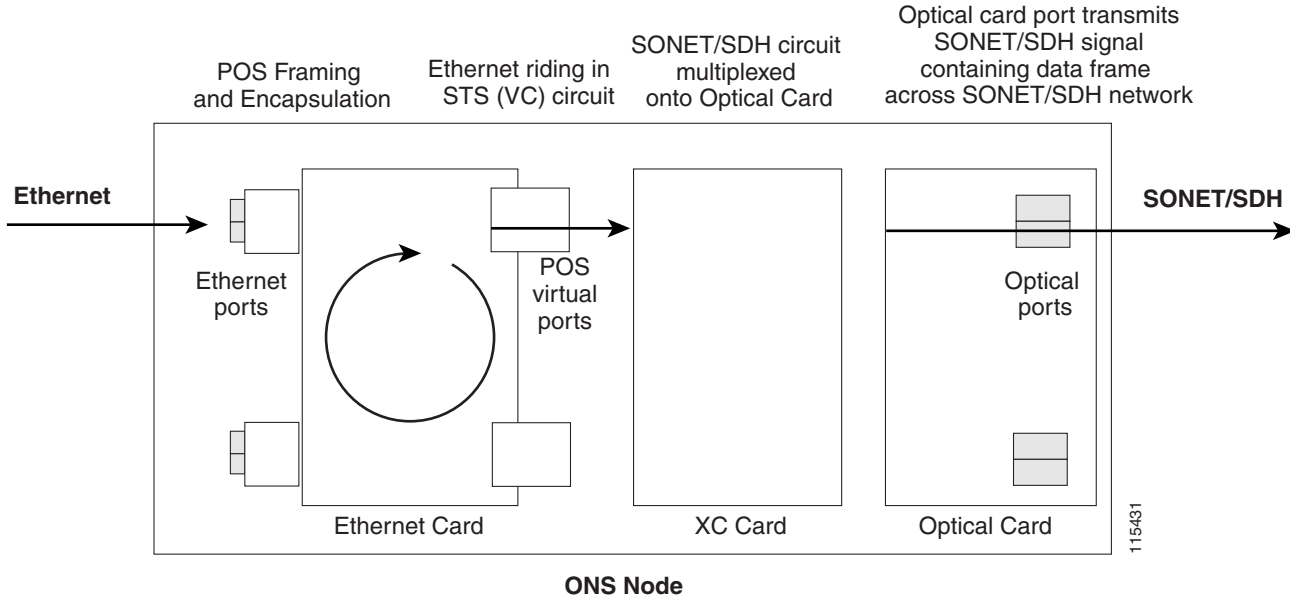 POS Framing
and Encapsulation
Ethernet riding in
STS (VC) circuit
SONET/SDH circuit
multiplexed
onto Optical Card
Optical card port transmits
SONET/SDH signal
containing data frame
across SONET/SDH network
Ethernet
SONET/SDH
Ethernet
ports
POS
virtual
ports
Optical
ports
Ethernet Card
XC Card
Optical Card
115431
ONS Node